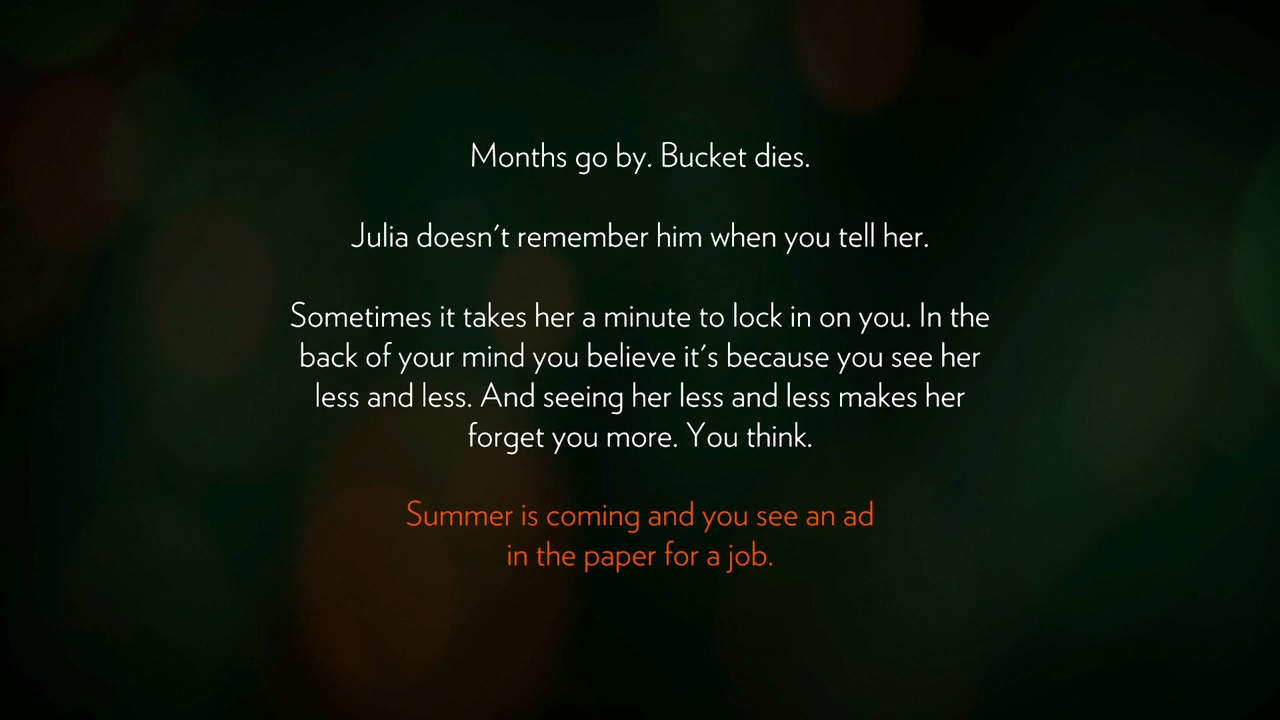 Months go by. Bucket dies.
Julia doesn't remember him when you tell her.
Sometimes it takes her a minute to lock in on you. In the
back of your mind you believe it's because you see her
less and less. And seeing her less and less makes her
forget you more. You think.
Summer is coming and you see an ad
in the paper for a job.